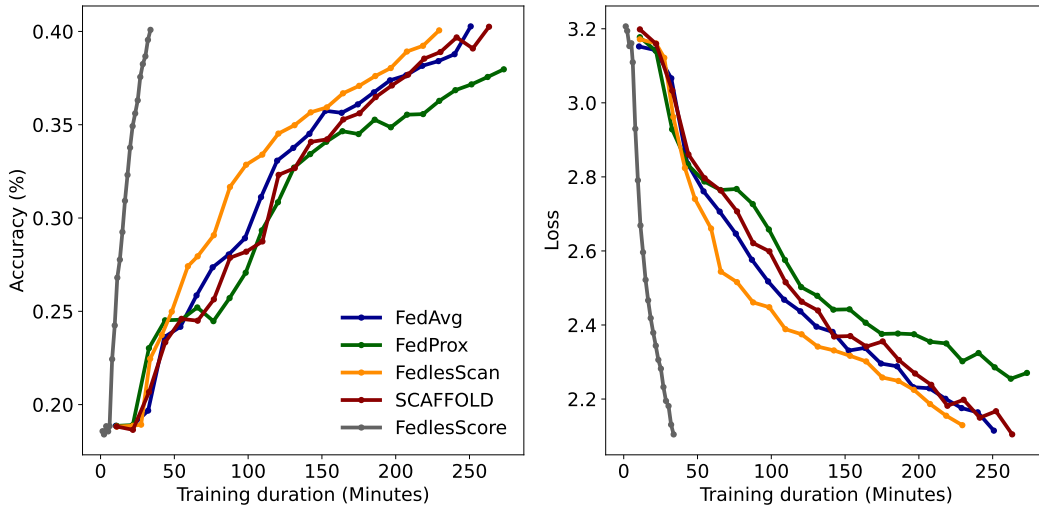 Accuracy (%)
0.40
0.35
0.30
0.25
0.20
0
50
100
150
200
250
Training duration (Minutes)
FedAvg
FedProx
FedlesScan
SCAFFOLD
FedlesScore
Loss
3.2
3.0
2.8
2.6
2.4
2.2
0
50
100
150
200
250
Training duration (Minutes)